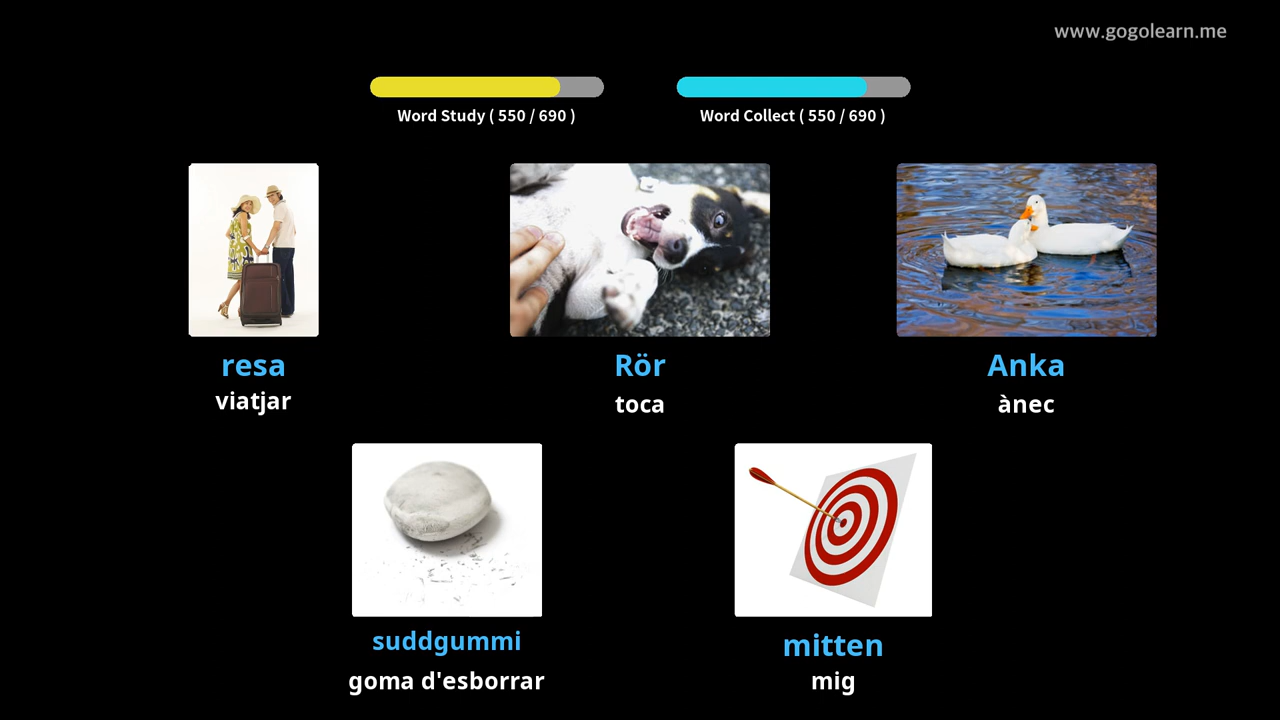 www.gogolearn.me
Word Study ( 550 / 690 )
Word Collect ( 550 / 690 )
resa
viatjar
Rör
toca
Anka
ànec
suddgummi
goma d'esborrar
mitten
mig